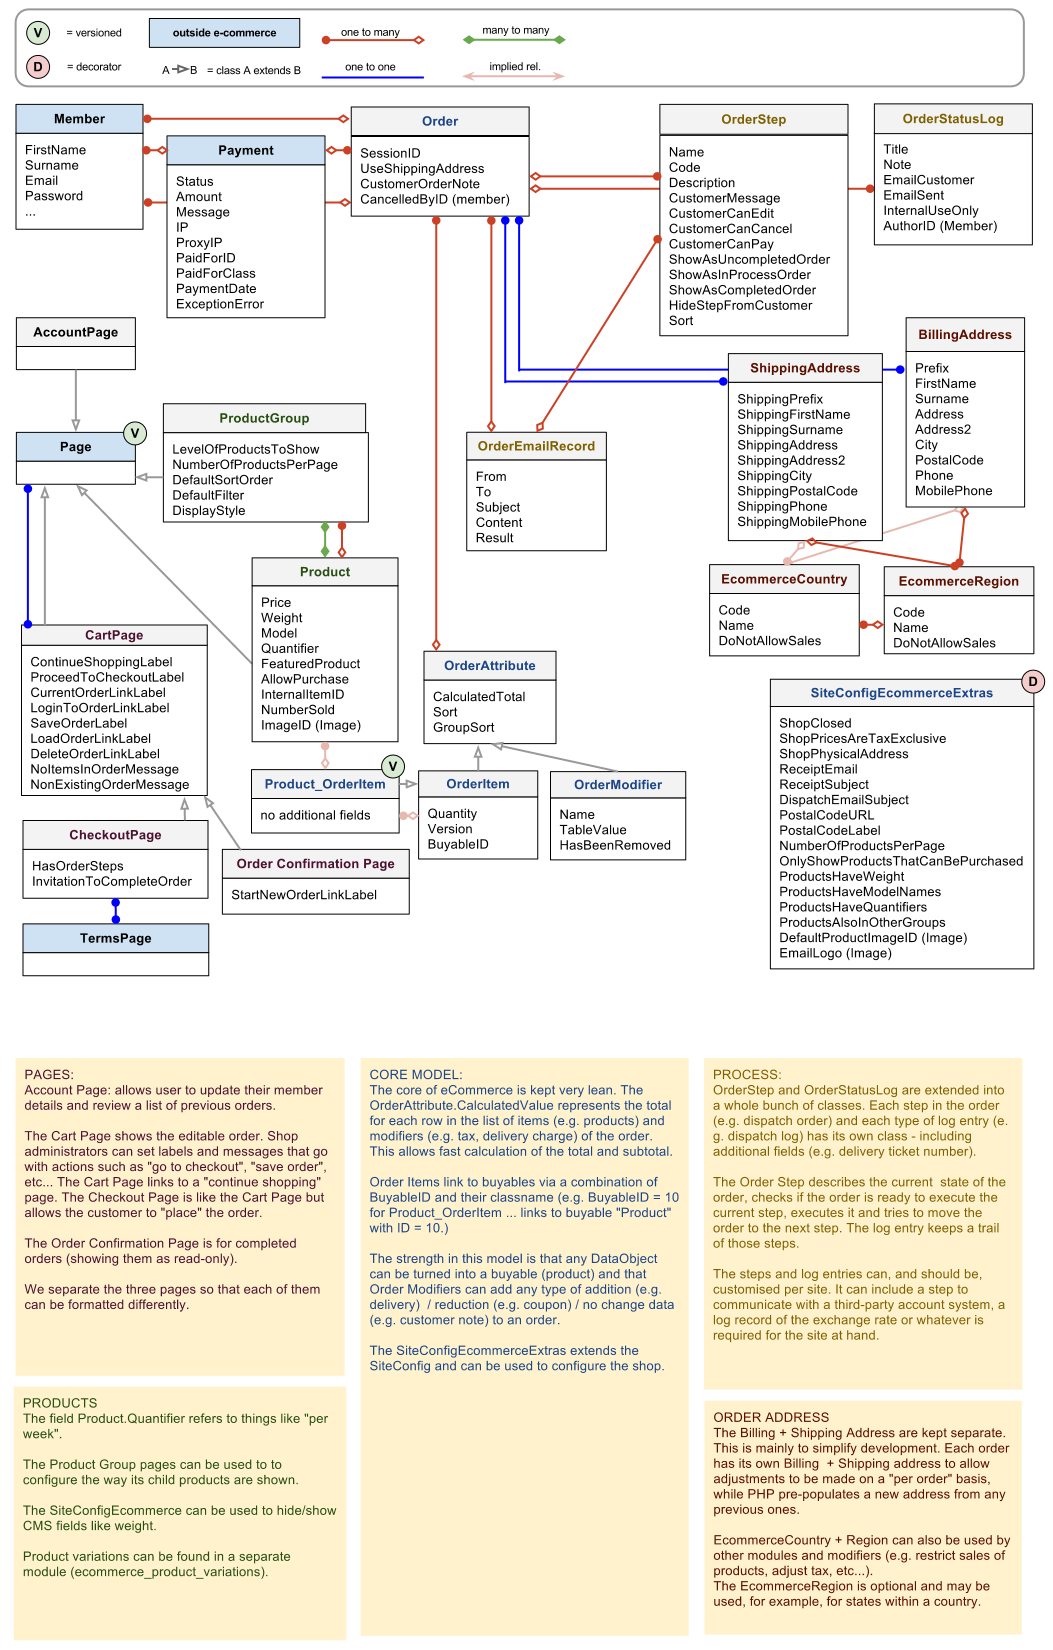 V = versioned
outside e-commerce
one to many
many to many
D = decorator
A B = class A extends B
one to one
implied rel.
Member
FirstName
Surname
Email
Password
...
Payment
Status
Amount
Message
IP
ProxyIP
PaidForID
PaidForClass
PaymentDate
ExceptionError
Order
SessionID
UseShippingAddress
CustomerOrderNote
CancelledByID (member)
OrderStep
Name
Code
Description
CustomerMessage
CustomerCanEdit
CustomerCanCancel
CustomerCanPay
ShowAsUncompletedOrder
ShowAsInProcessOrder
ShowAsCompletedOrder
HideStepFromCustomer
Sort
OrderStatusLog
Title
Note
EmailCustomer
EmailSent
InternalUseOnly
AuthorID (Member)
AccountPage
Page
V
ProductGroup
LevelOfProductsToShow
NumberOfProductsPerPage
DefaultSortOrder
DefaultFilter
DisplayStyle
OrderEmailRecord
From
To
Subject
Content
Result
ShippingAddress
ShippingPrefix
ShippingFirstName
ShippingSurname
ShippingAddress
ShippingAddress2
ShippingCity
ShippingPostalCode
ShippingPhone
ShippingMobilePhone
BillingAddress
Prefix
FirstName
Surname
Address
Address2
City
PostalCode
Phone
MobilePhone
Product
Price
Weight
Model
Quantifier
FeaturedProduct
AllowPurchase
InternalItemID
NumberSold
ImageID (Image)
EcommerceCountry
Code
Name
DoNotAllowSales
EcommerceRegion
Code
Name
DoNotAllowSales
CartPage
ContinueShoppingLabel
ProceedToCheckoutLabel
CurrentOrderLinkLabel
LoginToOrderLinkLabel
SaveOrderLabel
LoadOrderLinkLabel
DeleteOrderLinkLabel
NoItemsInOrderMessage
NonExistingOrderMessage
OrderAttribute
CalculatedTotal
Sort
GroupSort
D
SiteConfigEcommerceExtras
ShopClosed
ShopPricesAreTaxExclusive
ShopPhysicalAddress
ReceiptEmail
ReceiptSubject
DispatchEmailSubject
PostalCodeURL
PostalCodeLabel
NumberOfProductsPerPage
OnlyShowProductsThatCanBePurchased
ProductsHaveWeight
ProductsHaveModelNames
ProductsHaveQuantifiers
ProductsAlsoInOtherGroups
DefaultProductImageID (Image)
EmailLogo (Image)
V
Product_OrderItem
no additional fields
OrderItem
Quantity
Version
BuyableID
OrderModifier
Name
TableValue
HasBeenRemoved
CheckoutPage
HasOrderSteps
InvitationToCompleteOrder
Order Confirmation Page
StartNewOrderLinkLabel
TermsPage
PAGES:
Account Page: allows user to update their member
details and review a list of previous orders.
The Cart Page shows the editable order. Shop
administrators can set labels and messages that go
with actions such as "go to checkout", "save order",
etc... The Cart Page links to a "continue shopping"
page. The Checkout Page is like the Cart Page but
allows the customer to "place" the order.
The Order Confirmation Page is for completed
orders (showing them as read-only).
We separate the three pages so that each of them
can be formatted differently.
CORE MODEL:
The core of eCommerce is kept very lean. The
OrderAttribute.CalculatedValue represents the total
for each row in the list of items (e.g. products) and
modifiers (e.g. tax, delivery charge) of the order.
This allows fast calculation of the total and subtotal.
Order Items link to buyables via a combination of
BuyableID and their classname (e.g. BuyableID = 10
for Product_OrderItem ... links to buyable "Product"
with ID = 10.)
The strength in this model is that any DataObject
can be turned into a buyable (product) and that
Order Modifiers can add any type of addition (e.g.
delivery) / reduction (e.g. coupon) / no change data
(e.g. customer note) to an order.
The SiteConfigEcommerceExtras extends the
SiteConfig and can be used to configure the shop.
PROCESS:
OrderStep and OrderStatusLog are extended into
a whole bunch of classes. Each step in the order
(e.g. dispatch order) and each type of log entry (e.
g. dispatch log) has its own class - including
additional fields (e.g. delivery ticket number).
The Order Step describes the current state of the
order, checks if the order is ready to execute the
current step, executes it and tries to move the
order to the next step. The log entry keeps a trail
of those steps.
The steps and log entries can, and should be,
customised per site. It can include a step to
communicate with a third-party account system, a
log record of the exchange rate or whatever is
required for the site at hand.
PRODUCTS
The field Product.Quantifier refers to things like "per
week".
The Product Group pages can be used to to
configure the way its child products are shown.
The SiteConfigEcommerce can be used to hide/show
CMS fields like weight.
Product variations can be found in a separate
module (ecommerce_product_variations).
ORDER ADDRESS
The Billing + Shipping Address are kept separate.
This is mainly to simplify development. Each order
has its own Billing + Shipping address to allow
adjustments to be made on a "per order" basis,
while PHP pre-populates a new address from any
previous ones.
EcommerceCountry + Region can also be used by
other modules and modifiers (e.g. restrict sales of
products, adjust tax, etc...).
The EcommerceRegion is optional and may be
used, for example, for states within a country.